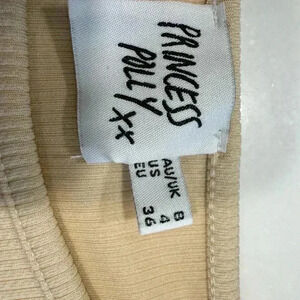 PRINCESS
POLLY xx
AU/UK 8
US 4
EU 36